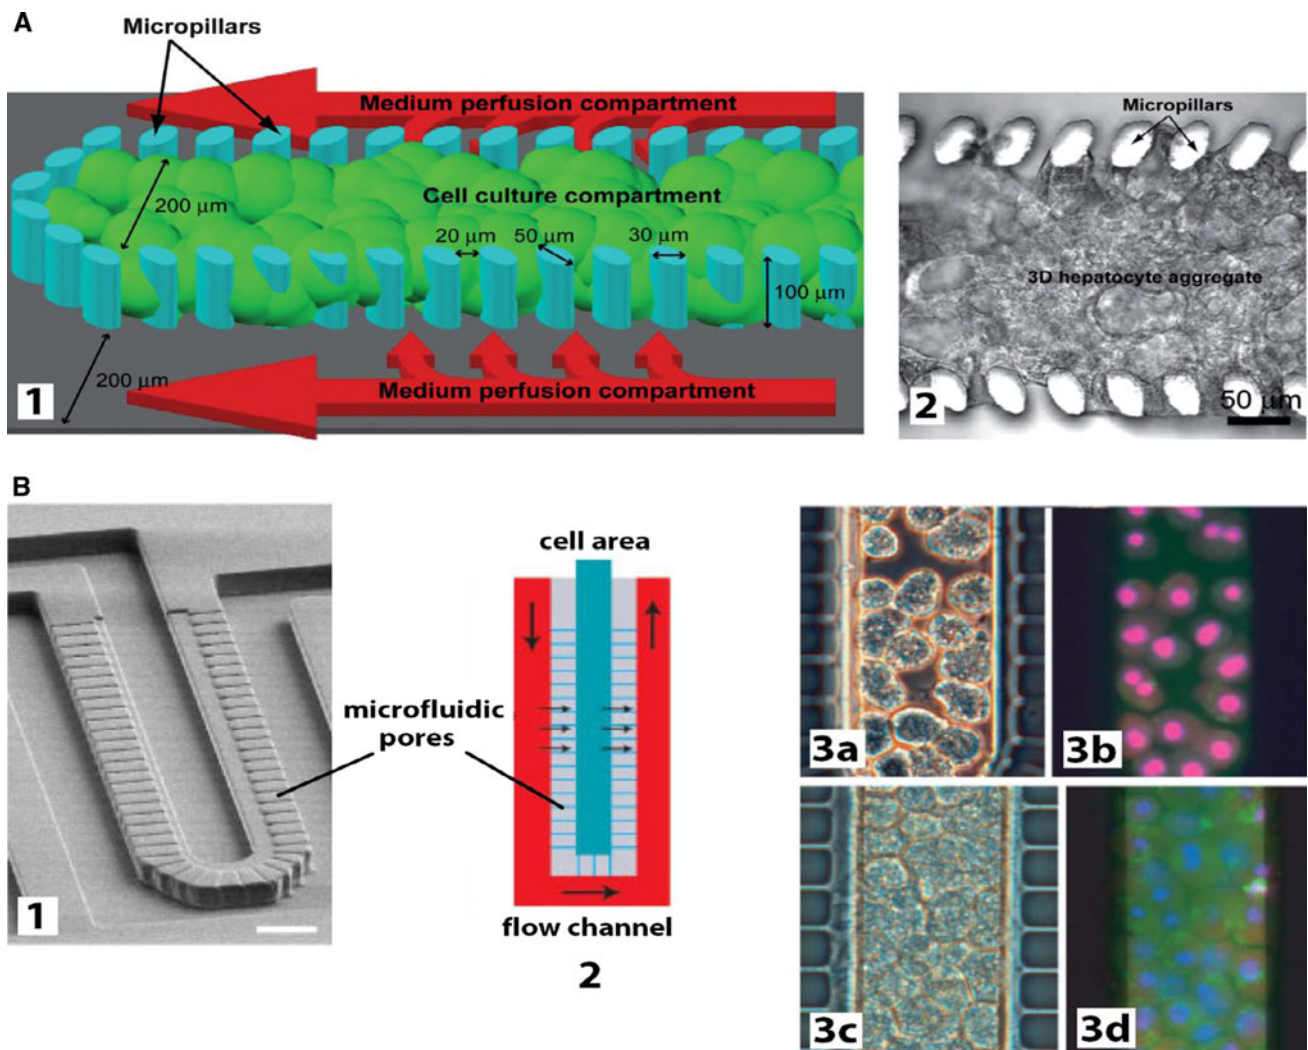 A
Micropillars
Medium perfusion compartment
Cell culture compartment
200 μm
20 μm
50 μm
30 μm
100 μm
200 μm
Medium perfusion compartment
1
Micropillars
3D hepatocyte aggregate
50 μm
2
B
1
cell area
microfluidic
pores
flow channel
2
3a
3b
3c
3d